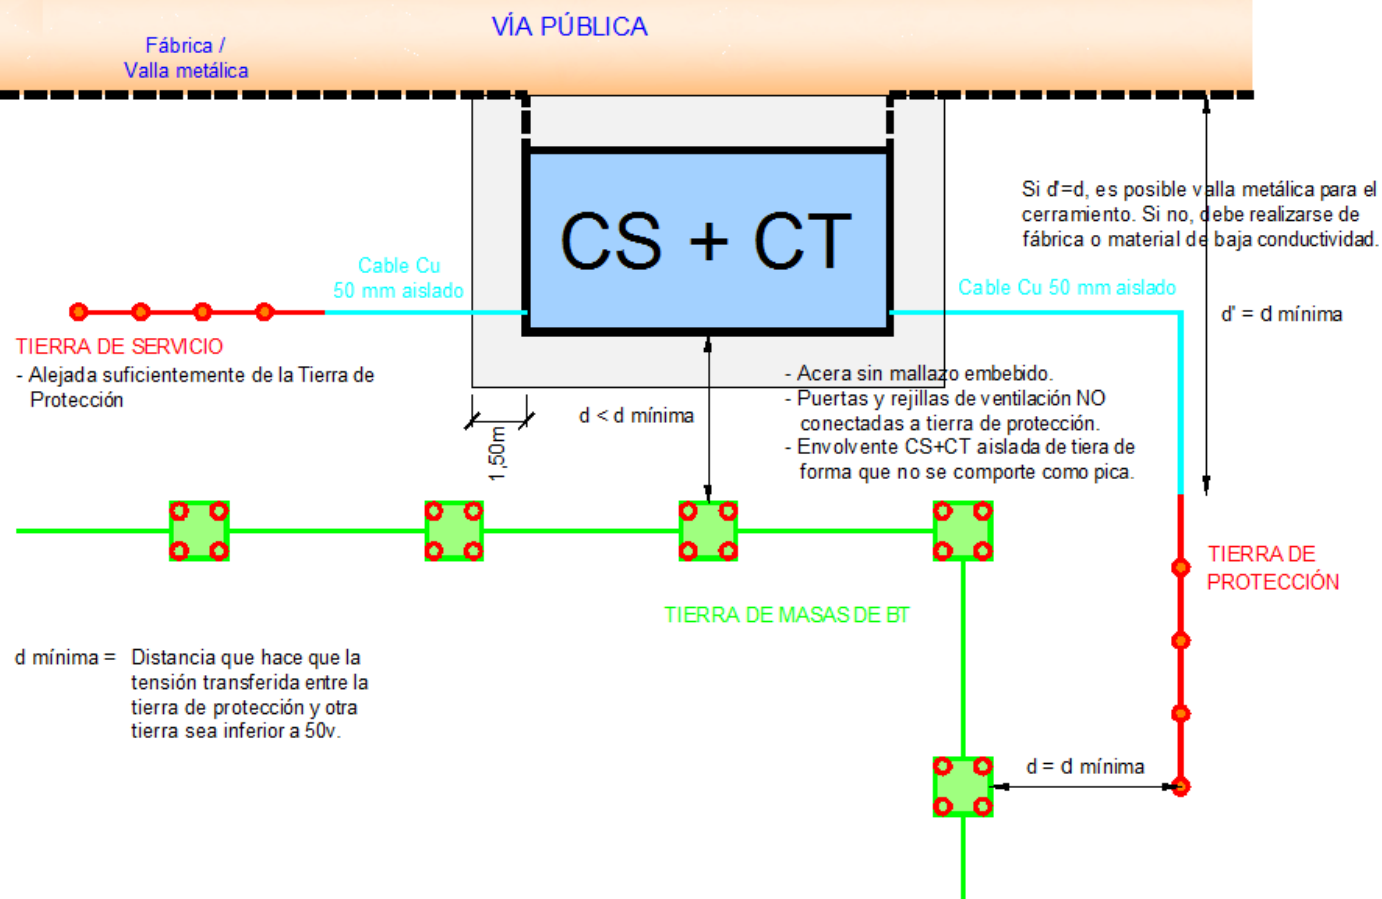 VÍA PÚBLICA
Fábrica /
Valla metálica
Si d'=d, es posible valla metálica para el
cerramiento. Si no, debe realizarse de
fábrica o material de baja conductividad.
CS + CT
Cable Cu
50 mm aislado
Cable Cu 50 mm aislado
d' = d mínima
TIERRA DE SERVICIO
- Alejada suficientemente de la Tierra de
Protección
d < d mínima
1,50m
- Acera sin mallazo embebido.
- Puertas y rejillas de ventilación NO
conectadas a tierra de protección.
- Envolvente CS+CT aislada de tiera de
forma que no se comporte como pica.
TIERRA DE
PROTECCIÓN
TIERRA DE MASAS DE BT
d mínima = Distancia que hace que la
tensión transferida entre la
tierra de protección y otra
tierra sea inferior a 50v.
d = d mínima